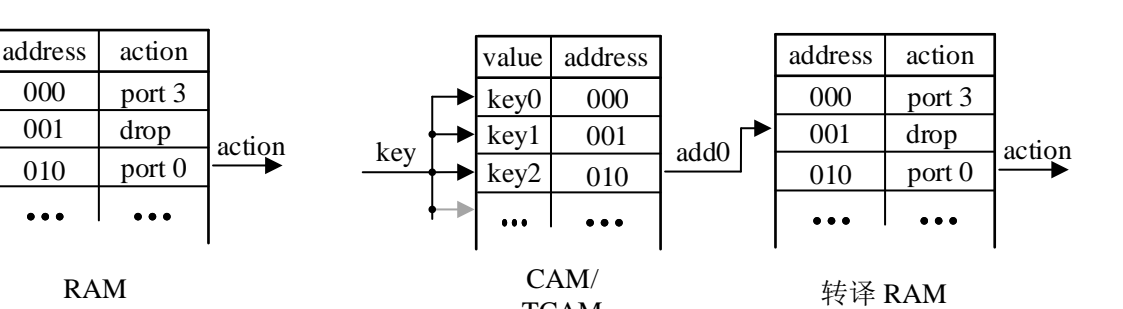 address action
000 port 3
001 drop
010 port 0
... ...
action
RAM
key
value address
key0 000
key1 001
key2 010
... ...
add0
CAM/
TCAM
address action
000 port 3
001 drop
010 port 0
... ...
action
转译 RAM